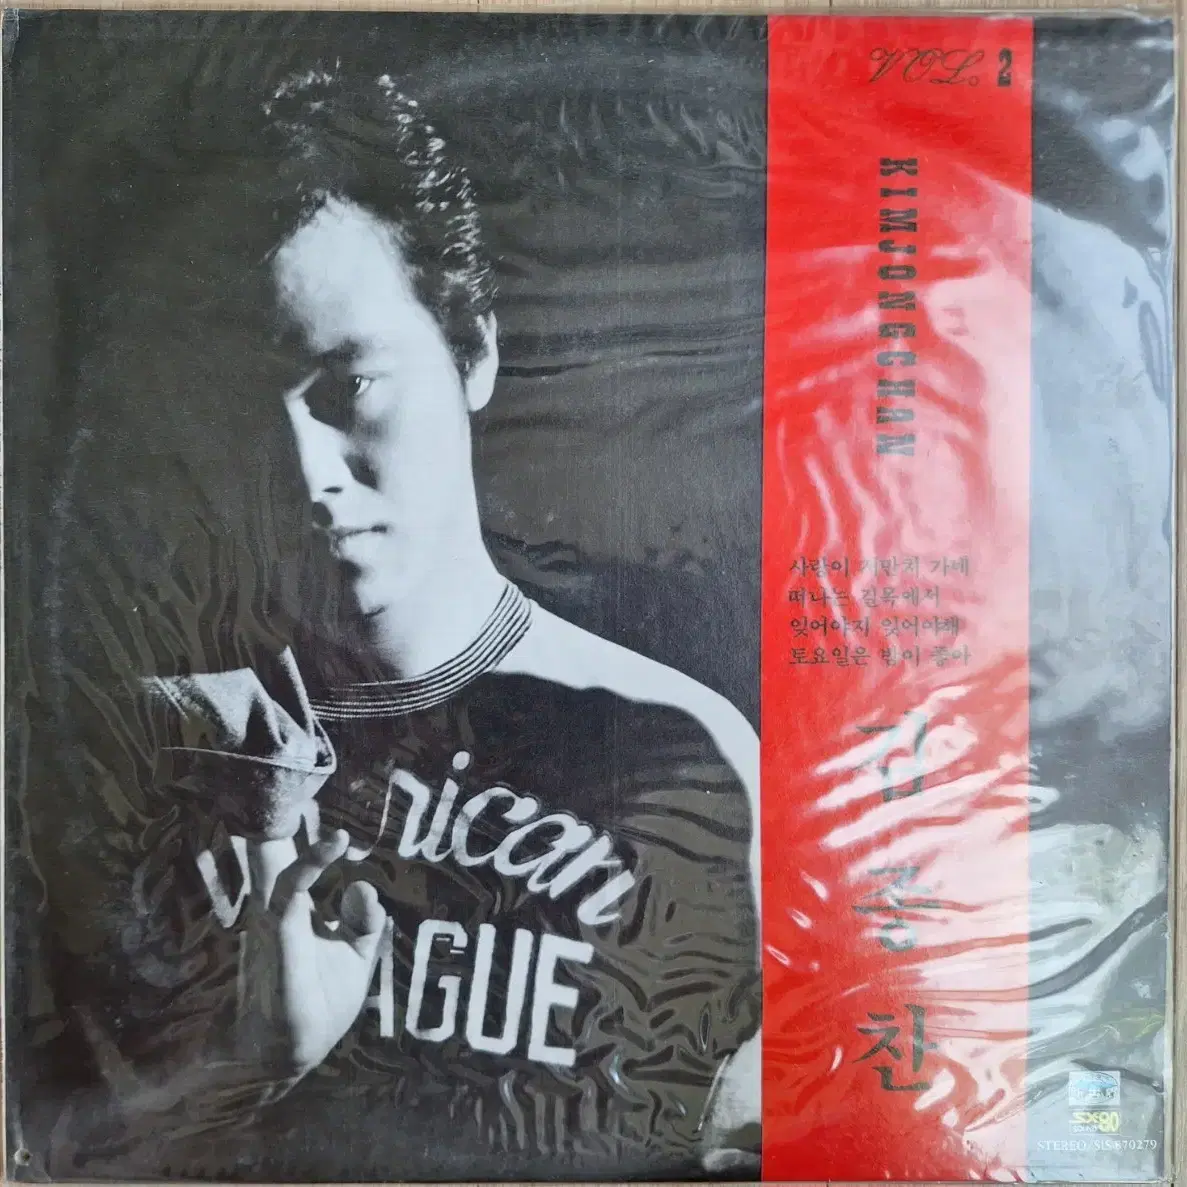 VOL. 2
KIMJONGCHAN
사랑이 저만치 가네
떠나는 길목에서
잊어야지 잊어야해
토요일은 밤이 좋아
김종찬
rican
AGUE
SX80
SOUND
STEREO/SIS 870279